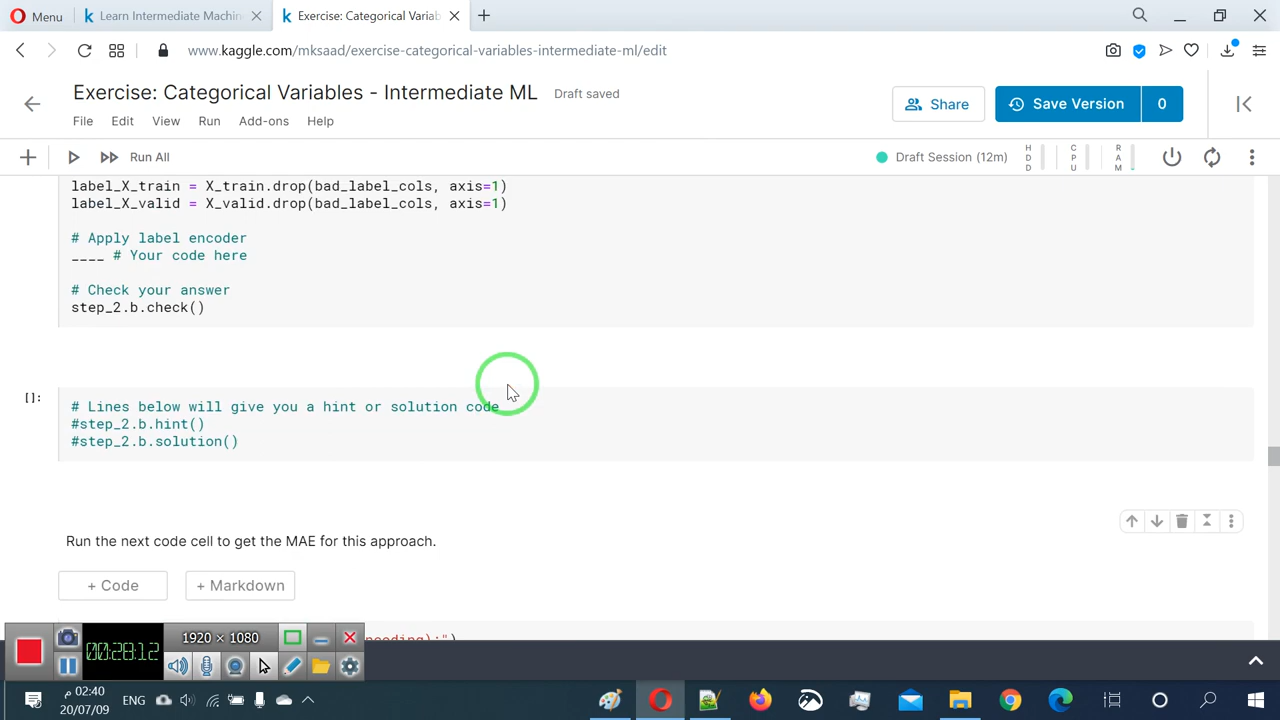 Menu
Learn Intermediate Machin
Exercise: Categorical Variab
www.kaggle.com/mksaad/exercise-categorical-variables-intermediate-ml/edit
Exercise: Categorical Variables - Intermediate ML
Draft saved
Share
Save Version
0
File
Edit
View
Run
Add-ons
Help
Run All
Draft Session (12m)
HDD
CPU
RAM
label_X_train = X_train.drop(bad_label_cols, axis=1)
label_X_valid = X_valid.drop(bad_label_cols, axis=1)
# Apply label encoder
____ # Your code here
# Check your answer
step_2.b.check()
[]:
# Lines below will give you a hint or solution code
#step_2.b.hint()
#step_2.b.solution()
Run the next code cell to get the MAE for this approach.
+ Code
+ Markdown
1920 × 1080
00:28:12
ENG
02:40 م
20/07/09